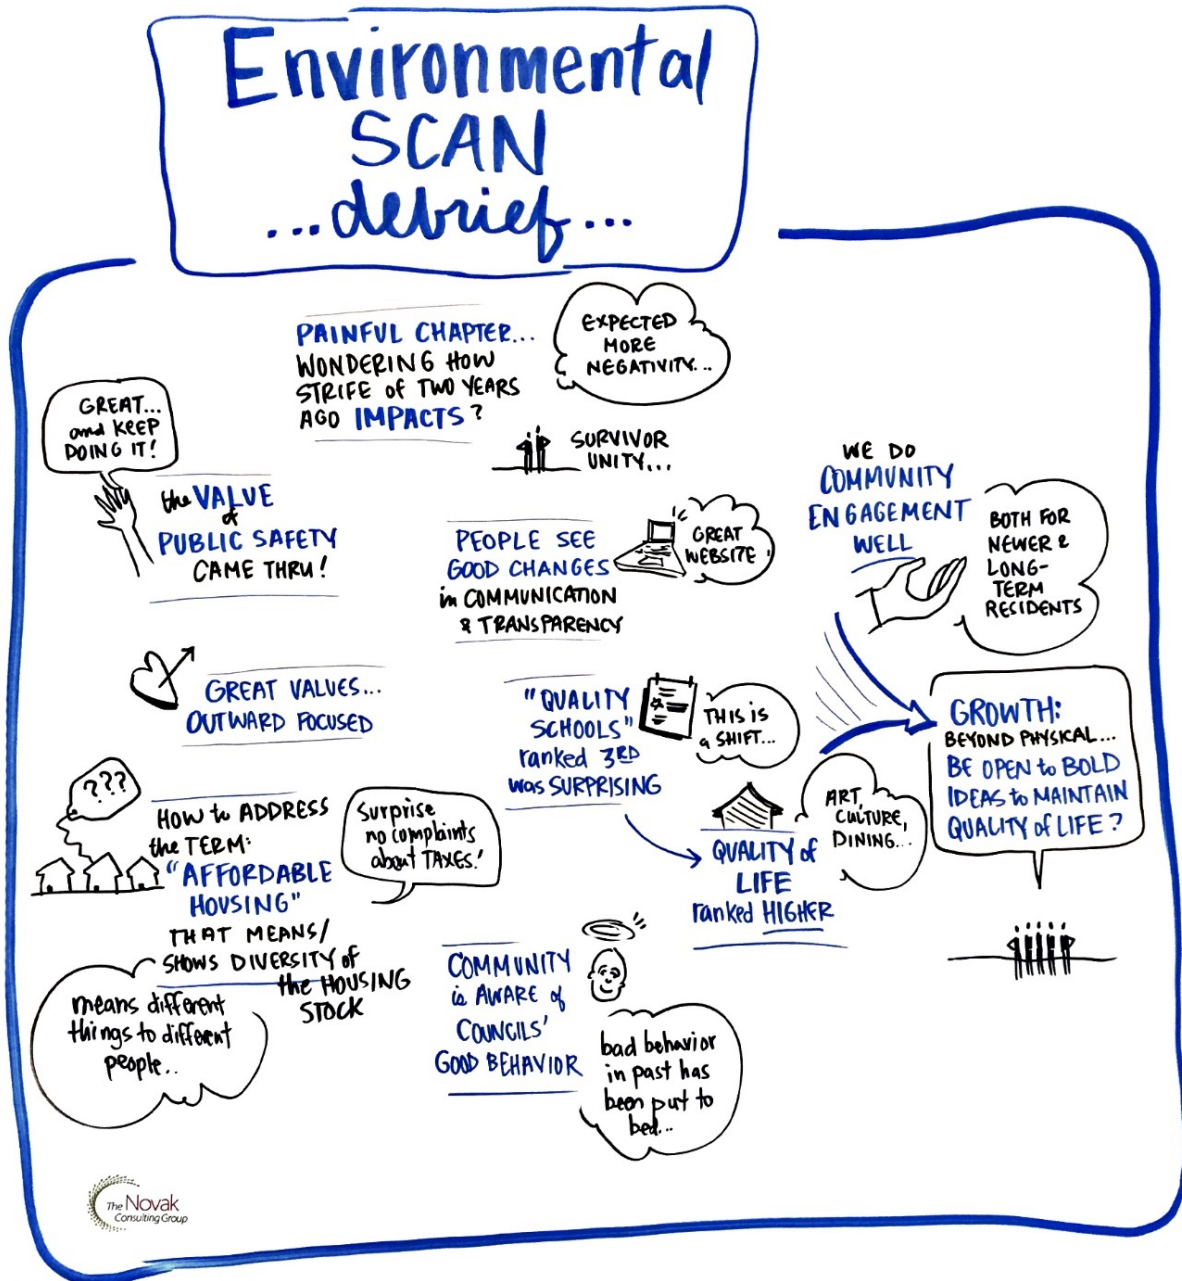 Environmental
SCAN
...debrief...
PAINFUL CHAPTER...
WONDERING HOW
STRIFE of TWO YEARS
AGO IMPACTS?
EXPECTED
MORE
NEGATIVITY...
SURVIVOR
UNITY...
GREAT...
and KEEP
DOING IT!
the VALUE
of
PUBLIC SAFETY
CAME THRU!
PEOPLE SEE
GOOD CHANGES
in COMMUNICATION
& TRANSPARENCY
GREAT
WEBSITE
WE DO
COMMUNITY
ENGAGEMENT
WELL
BOTH FOR
NEWER &
LONG-
TERM
RESIDENTS
GREAT VALUES...
OUTWARD FOCUSED
"QUALITY
SCHOOLS"
ranked 3RD
was SURPRISING
THIS is
a SHIFT...
GROWTH:
BEYOND PHYSICAL...
BE OPEN to BOLD
IDEAS to MAINTAIN
QUALITY of LIFE?
ART,
CULTURE,
DINING...
QUALITY of
LIFE
ranked HIGHER
???
HOW to ADDRESS
the TERM:
"AFFORDABLE
HOUSING"
THAT MEANS/
SHOWS DIVERSITY of
the HOUSING
STOCK
Surprise
no complaints
about TAXES!
means different
things to different
people..
COMMUNITY
is AWARE of
COUNCILS'
GOOD BEHAVIOR
bad behavior
in past has
been put to
bed...
The Novak
Consulting Group